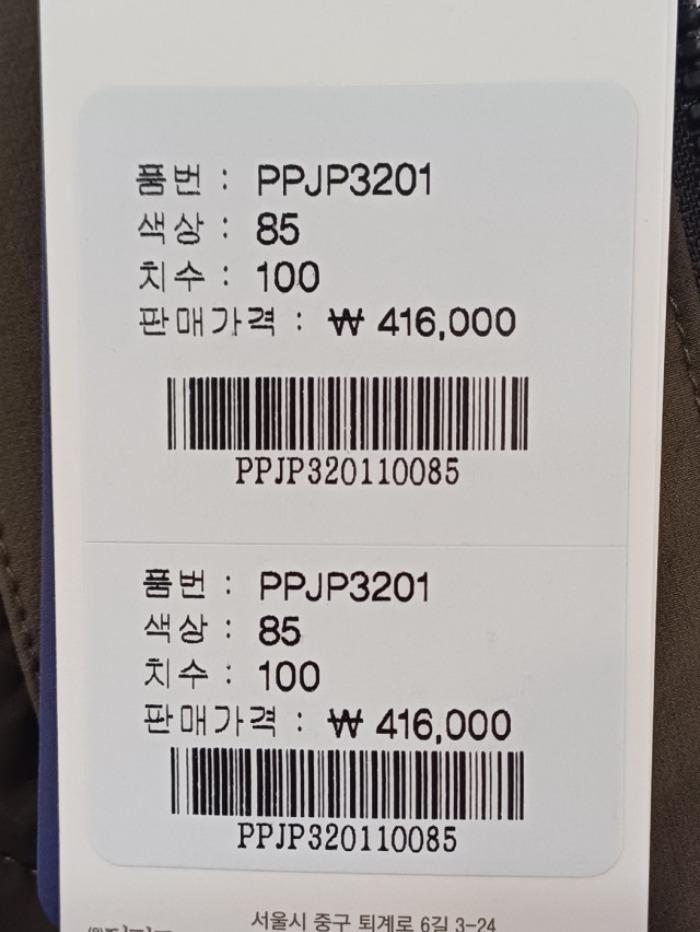 품번 : PPJP3201
색상 : 85
치수 : 100
판매가격 : ₩ 416,000
PPJP320110085
품번 : PPJP3201
색상 : 85
치수 : 100
판매가격 : ₩ 416,000
PPJP320110085
서울시 중구 퇴계로 6길 3-24